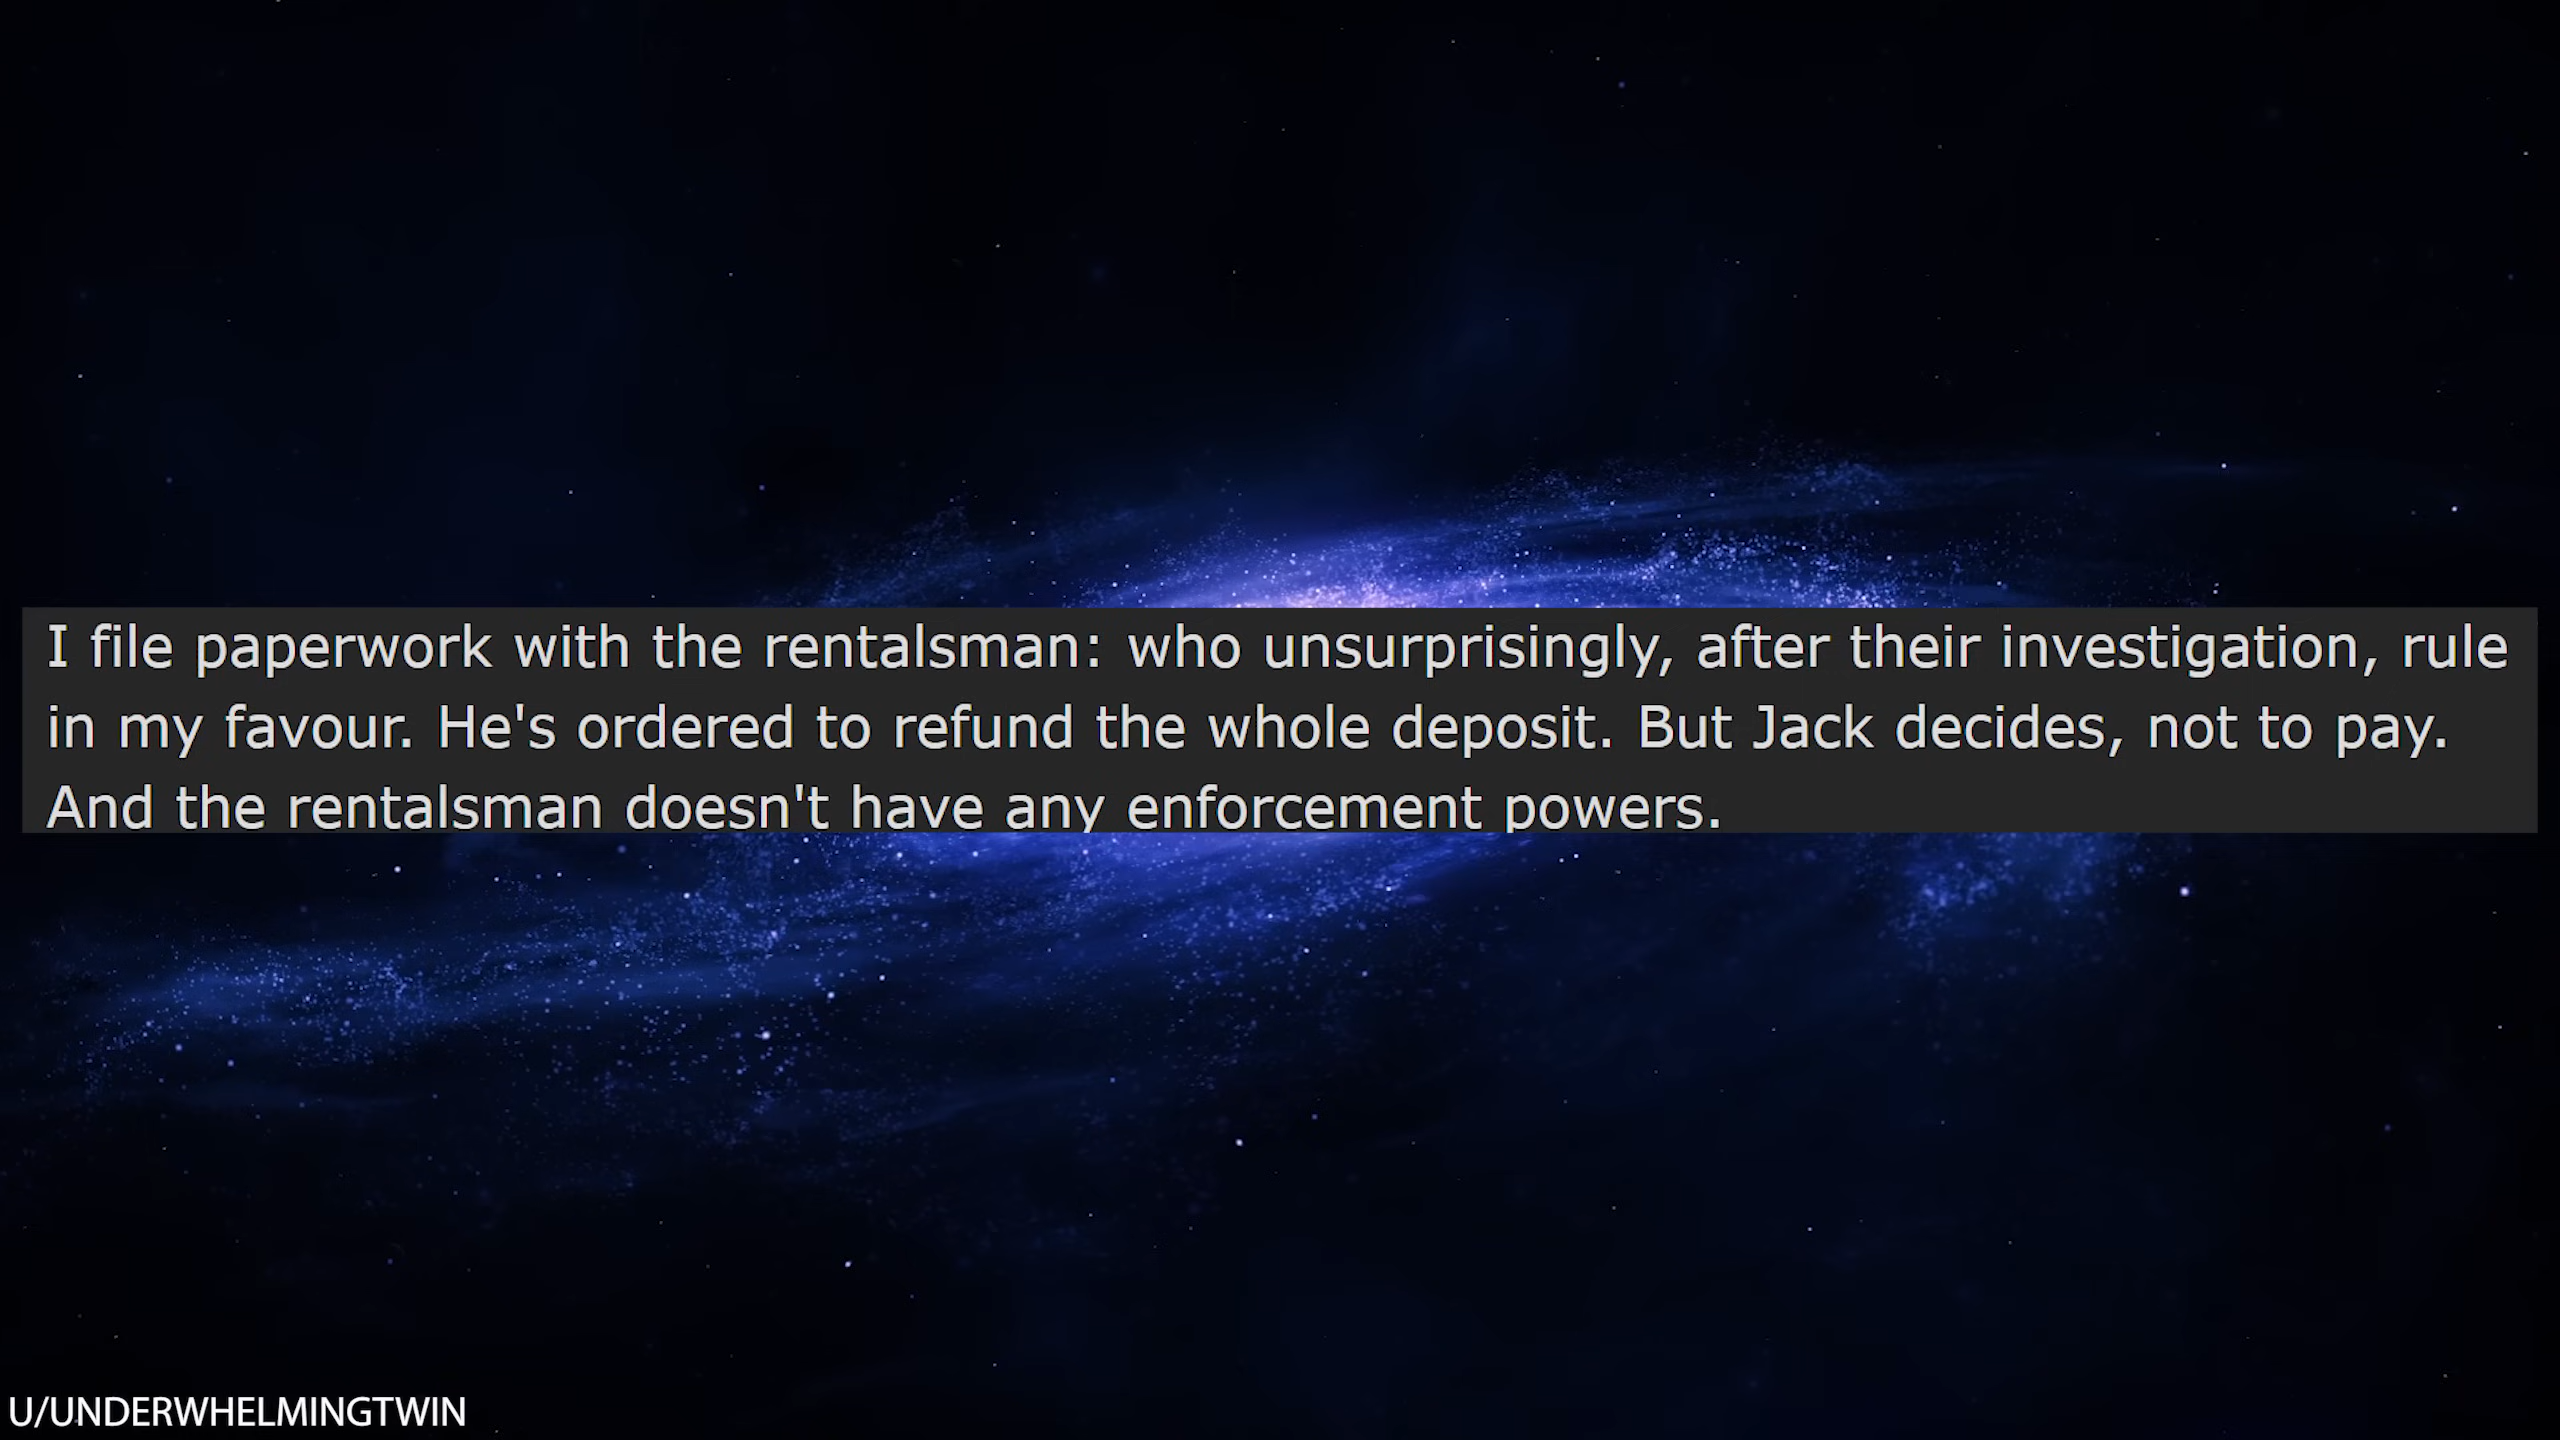 I file paperwork with the rentalsman: who unsurprisingly, after their investigation, rule
in my favour. He's ordered to refund the whole deposit. But Jack decides, not to pay.
And the rentalsman doesn't have any enforcement powers.
U/UNDERWHELMINGTWIN